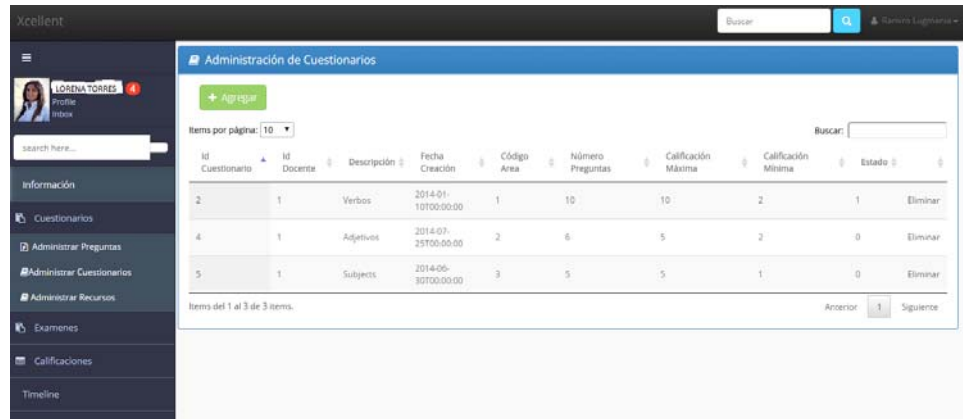 Xcellent
Buscar
Ramiro Lugmania
LORENA TORRES 4
Profile
Inbox
search here...
Información
Cuestionarios
Administrar Preguntas
Administrar Cuestionarios
Administrar Recursos
Examenes
Calificaciones
Timeline
Administración de Cuestionarios
+ Agregar
Items por página: 10
Buscar:
Id Cuestionario Id Docente Descripción Fecha Creación Código Area Número Preguntas Calificación Máxima Calificación Mínima Estado
2 1 Verbos 2014-01-10T00:00:00 1 10 10 2 1 Eliminar
4 1 Adjetivos 2014-07-25T00:00:00 2 6 5 2 0 Eliminar
5 1 Subjects 2014-06-30T00:00:00 3 5 5 1 0 Eliminar
Items del 1 al 3 de 3 items.
Anterior 1 Siguiente